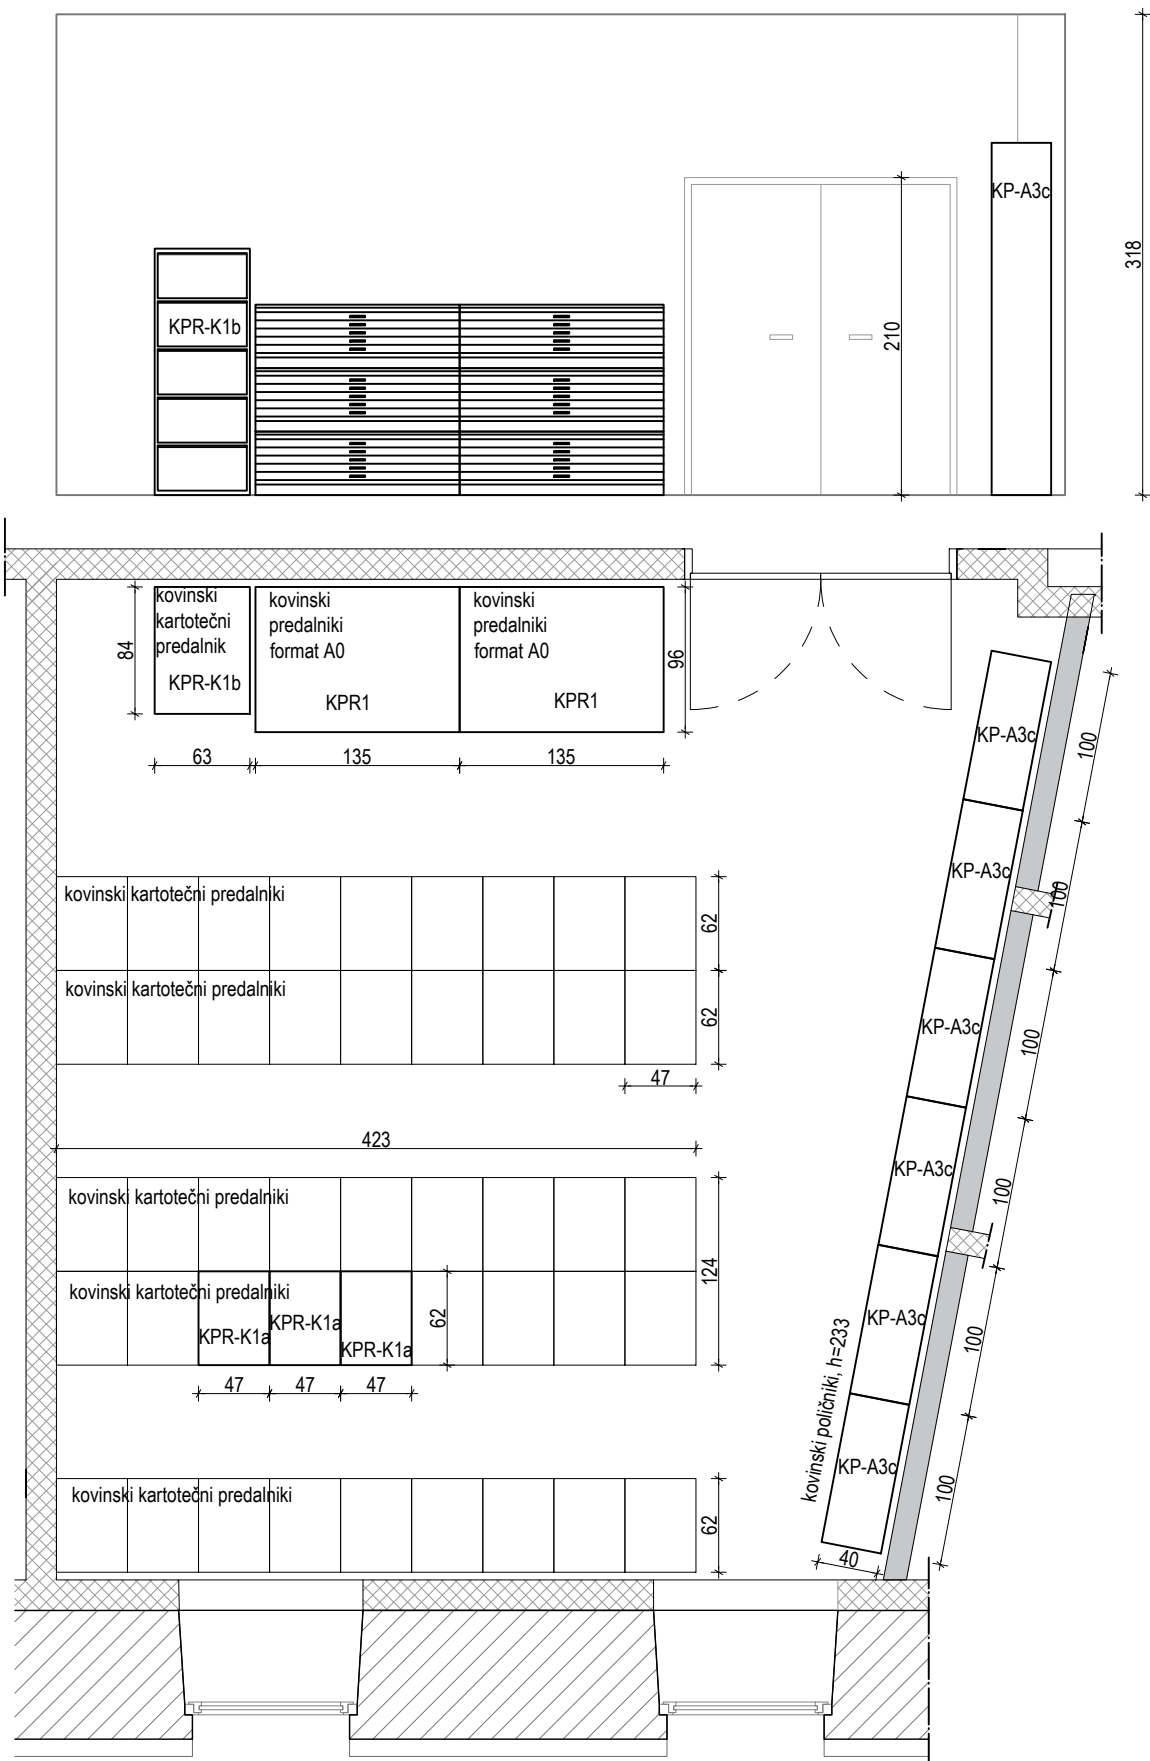 KP-A3c
318
KPR-K1b
210
kovinski
kartotečni
predalnik
KPR-K1b
kovinski
predalniki
format A0
KPR1
kovinski
predalniki
format A0
KPR1
84
96
63
135
135
KP-A3c
100
KP-A3c
100
kovinski kartotečni predalniki
62
kovinski kartotečni predalniki
62
47
KP-A3c
100
423
KP-A3c
100
kovinski kartotečni predalniki
124
kovinski kartotečni predalniki
KPR-K1a
KPR-K1a
KPR-K1a
62
47
47
47
KP-A3c
100
kovinski poličniki, h=233
KP-A3c
100
kovinski kartotečni predalniki
62
40